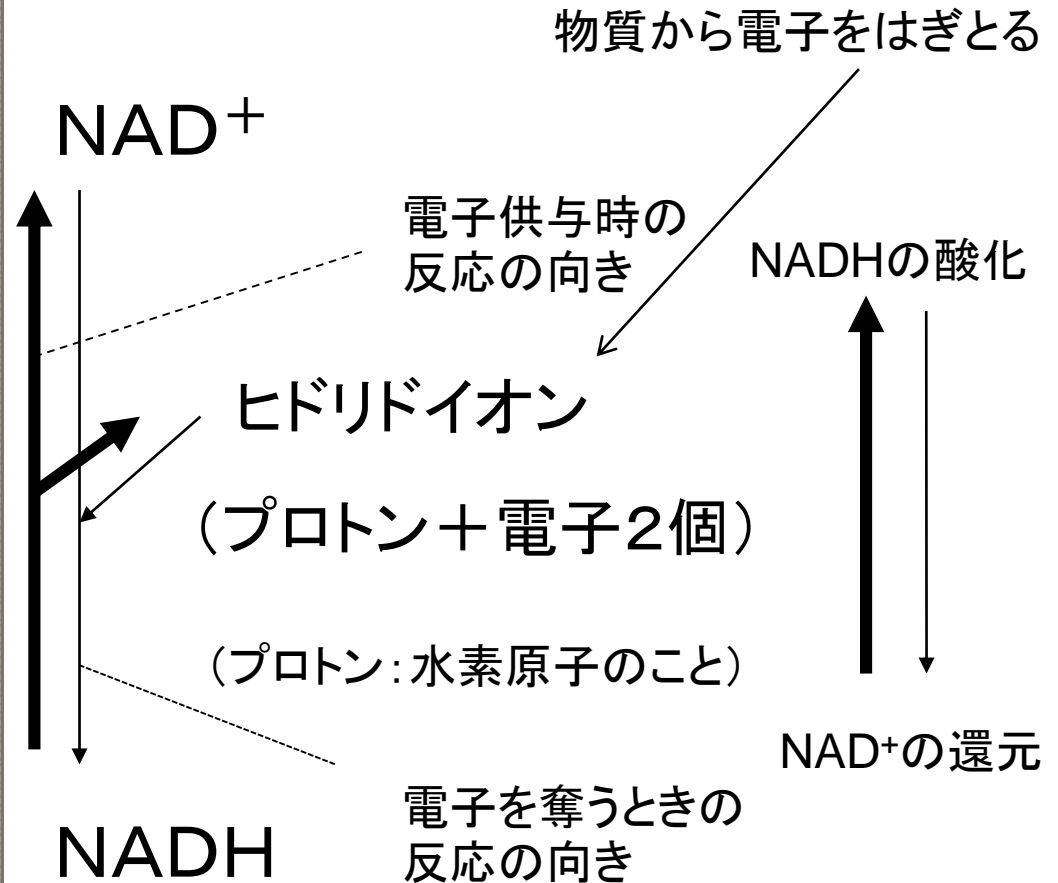 物質から電子をはぎとる
NAD⁺
電子供与時の
反応の向き
NADHの酸化
ヒドリドイオン
（プロトン＋電子２個）
（プロトン：水素原子のこと）
NAD⁺の還元
電子を奪うときの
反応の向き
NADH